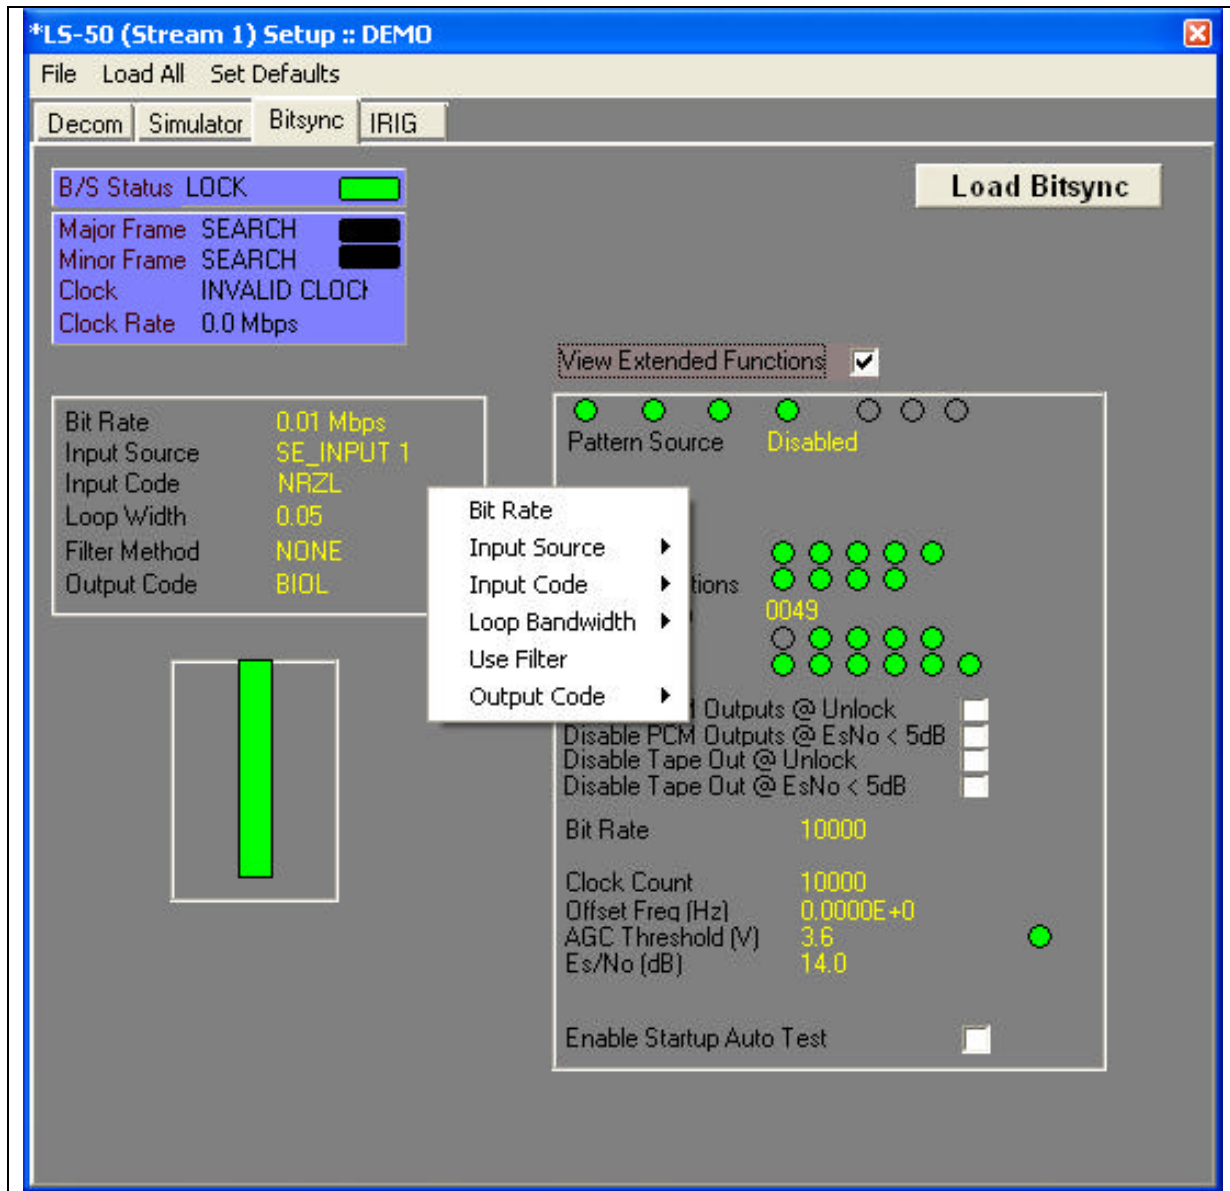 *LS-50 (Stream 1) Setup :: DEMO
File Load All Set Defaults
Decom Simulator Bitsync IRIG
B/S Status LOCK
Load Bitsync
Major Frame SEARCH
Minor Frame SEARCH
Clock INVALID CLOCK
Clock Rate 0.0 Mbps
View Extended Functions
Bit Rate 0.01 Mbps
Input Source SE_INPUT 1
Input Code NRZL
Loop Width 0.05
Filter Method NONE
Output Code BIOL
Pattern Source Disabled
Bit Rate
Input Source
Input Code
Loop Bandwidth
Use Filter
Output Code
tions
0049
M Outputs @ Unlock
Disable PCM Outputs @ EsNo < 5dB
Disable Tape Out @ Unlock
Disable Tape Out @ EsNo < 5dB
Bit Rate 10000
Clock Count 10000
Offset Freq (Hz) 0.0000E+0
AGC Threshold (V) 3.6
Es/No (dB) 14.0
Enable Startup Auto Test